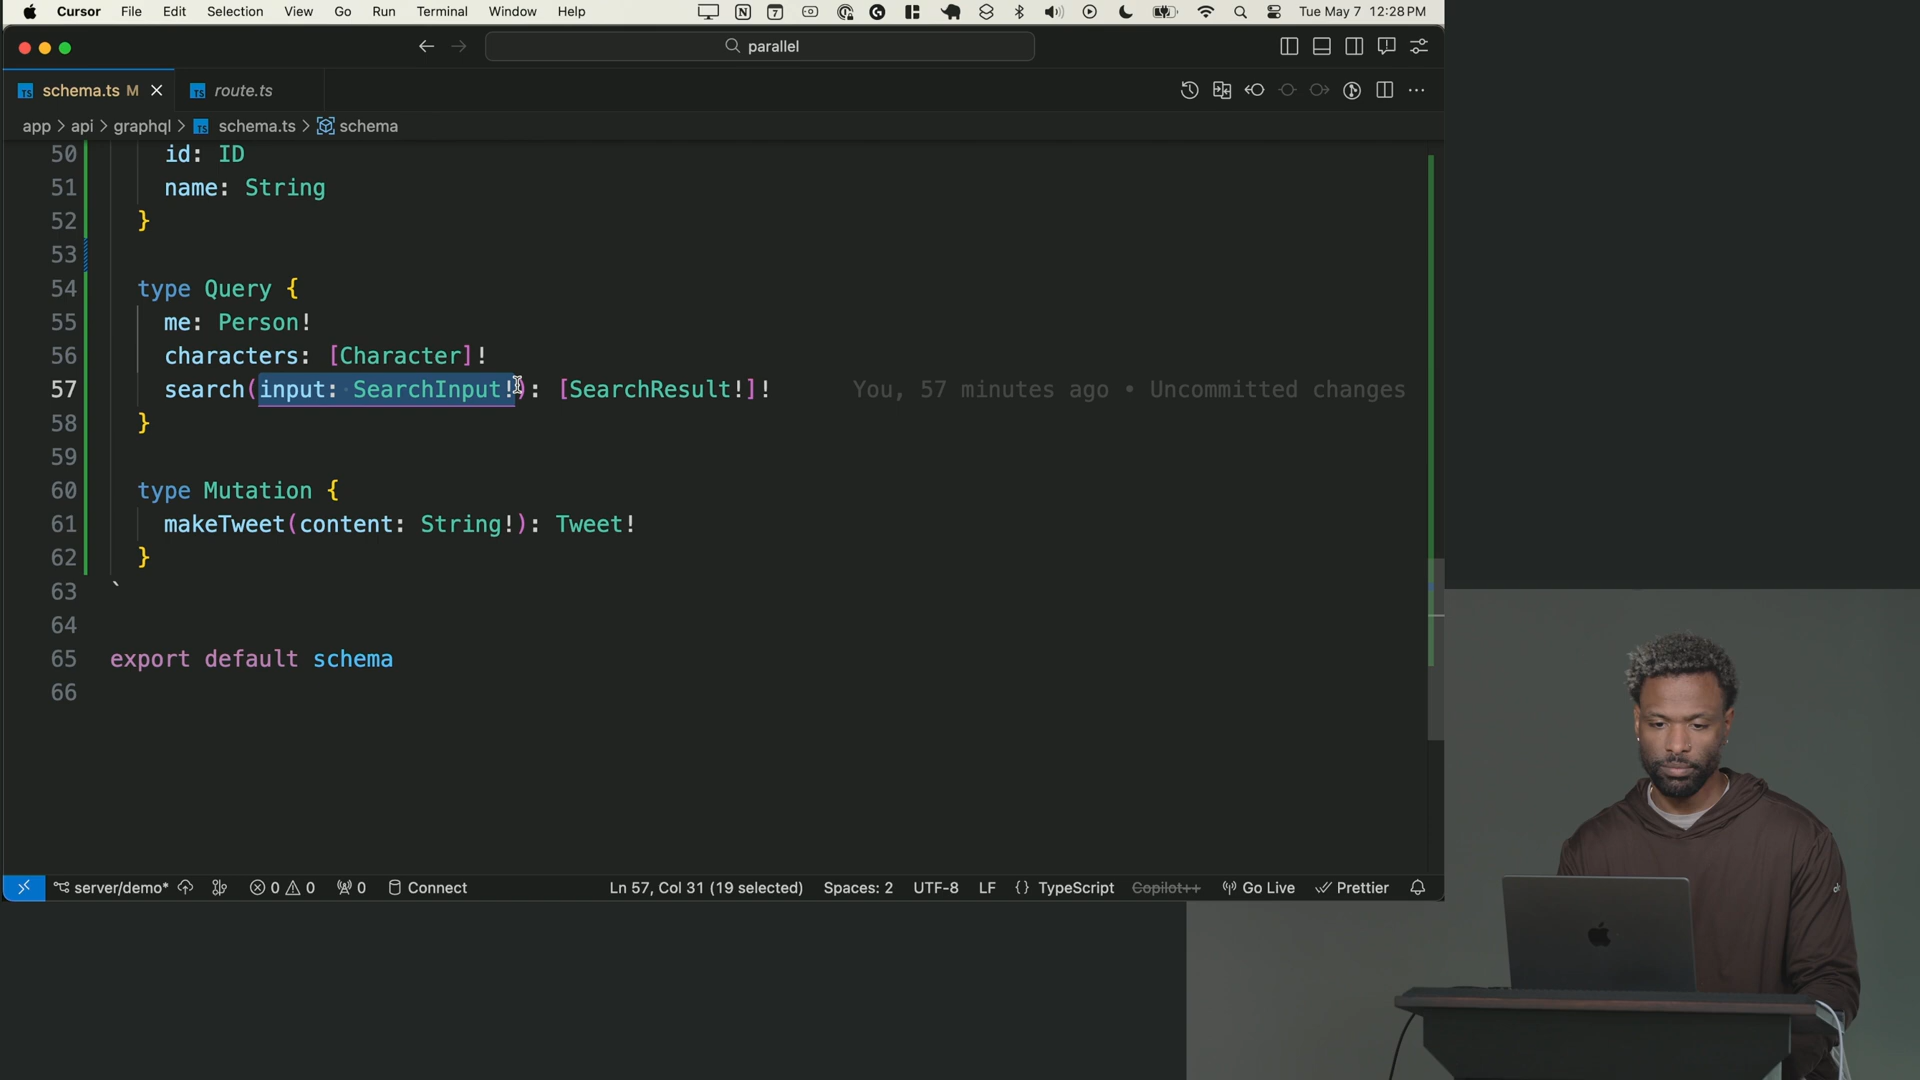 Cursor File Edit Selection View Go Run Terminal Window Help Tue May 7 12:28 PM
parallel
TS schema.ts M TS route.ts
app > api > graphql > TS schema.ts > schema
50 id: ID
51 name: String
52 }
53
54 type Query {
55 me: Person!
56 characters: [Character]!
57 search(input: SearchInput!): [SearchResult!]! You, 57 minutes ago • Uncommitted changes
58 }
59
60 type Mutation {
61 makeTweet(content: String!): Tweet!
62 }
63 `
64
65 export default schema
66
server/demo* 0 0 0 Connect Ln 57, Col 31 (19 selected) Spaces: 2 UTF-8 LF {} TypeScript Copilot++ Go Live Prettier